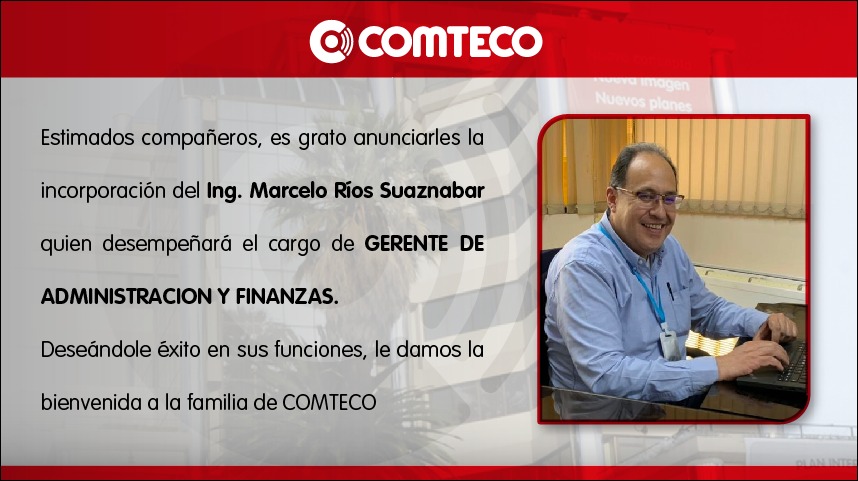 COMTECO
Nueva imagen
Nuevos planes
Estimados compañeros, es grato anunciarles la
incorporación del Ing. Marcelo Ríos Suaznabar
quien desempeñará el cargo de GERENTE DE
ADMINISTRACION Y FINANZAS.
Deseándole éxito en sus funciones, le damos la
bienvenida a la familia de COMTECO
PLAN